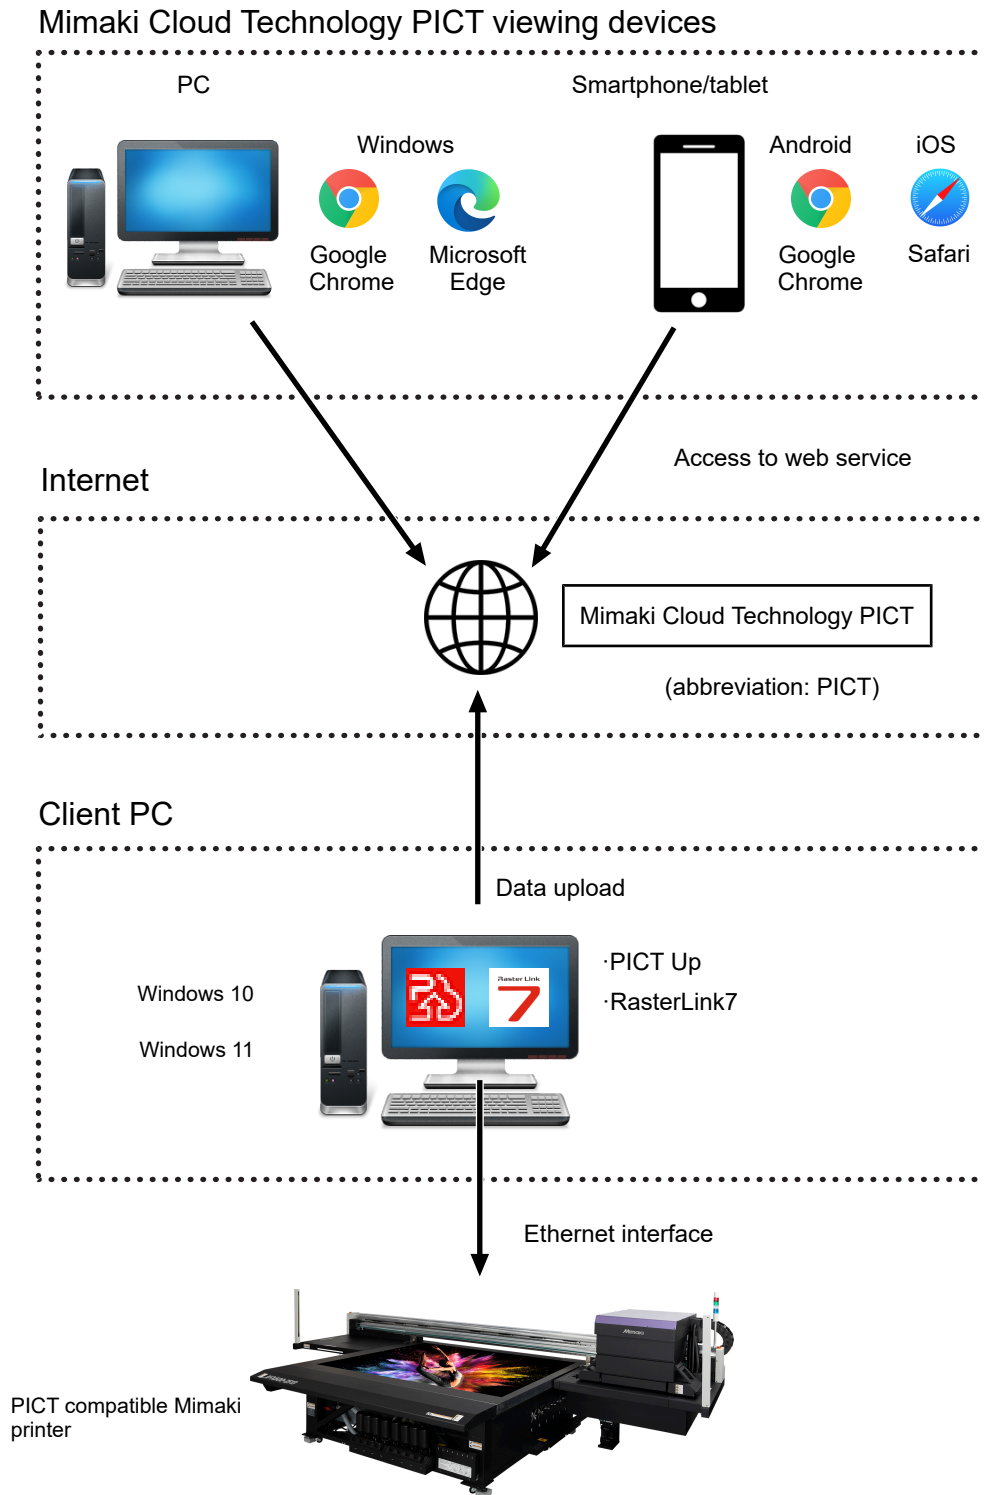 Mimaki Cloud Technology PICT viewing devices
PC
Smartphone/tablet
Windows
Android
iOS
Google
Chrome
Microsoft
Edge
Google
Chrome
Safari
Access to web service
Internet
Mimaki Cloud Technology PICT
(abbreviation: PICT)
Client PC
Data upload
Raster Link
7
·PICT Up
·RasterLink7
Windows 10
Windows 11
Ethernet interface
Mimaki
PICT compatible Mimaki
printer